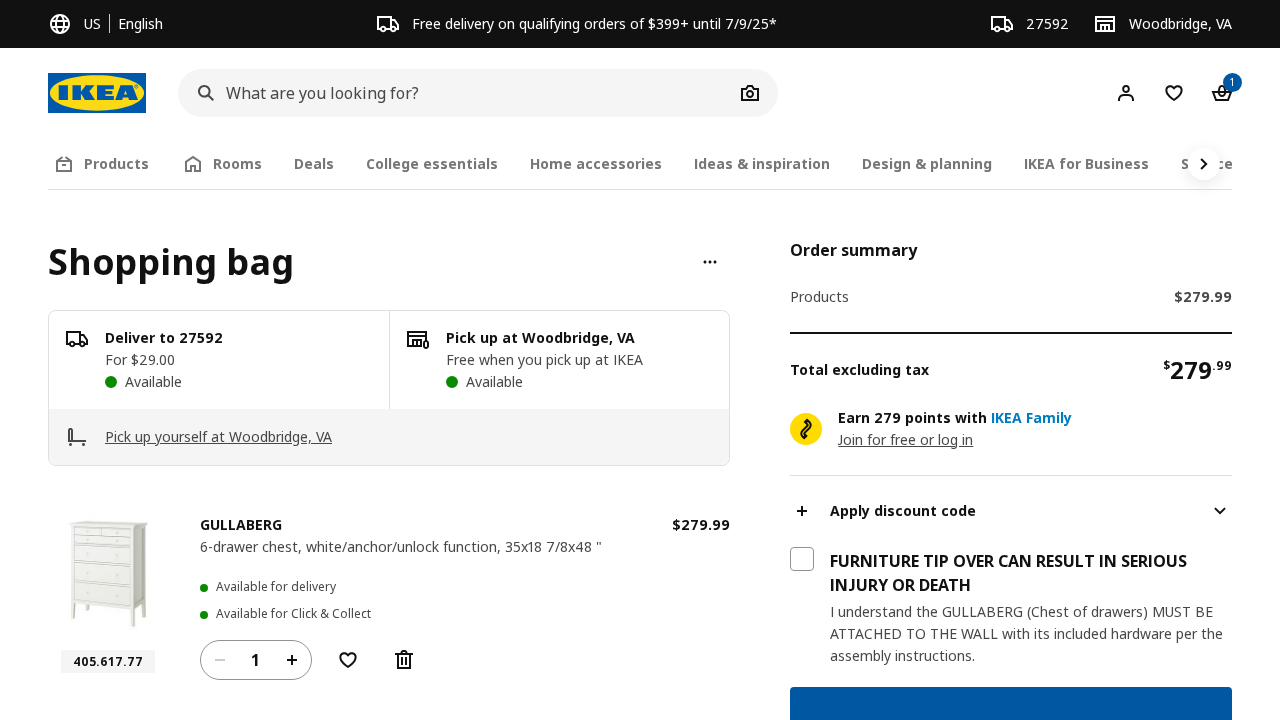 US English
Free delivery on qualifying orders of $399+ until 7/9/25*
27592
Woodbridge, VA
IKEA
What are you looking for?
1
Products
Rooms
Deals
College essentials
Home accessories
Ideas & inspiration
Design & planning
IKEA for Business
Shopping bag
Deliver to 27592
For $29.00
Available
Pick up at Woodbridge, VA
Free when you pick up at IKEA
Available
Pick up yourself at Woodbridge, VA
GULLABERG
$279.99
6-drawer chest, white/anchor/unlock function, 35x18 7/8x48 "
Available for delivery
Available for Click & Collect
405.617.77
1
Order summary
Products
$279.99
Total excluding tax
$279.99
Earn 279 points with IKEA Family
Join for free or log in
Apply discount code
FURNITURE TIP OVER CAN RESULT IN SERIOUS
INJURY OR DEATH
I understand the GULLABERG (Chest of drawers) MUST BE
ATTACHED TO THE WALL with its included hardware per the
assembly instructions.